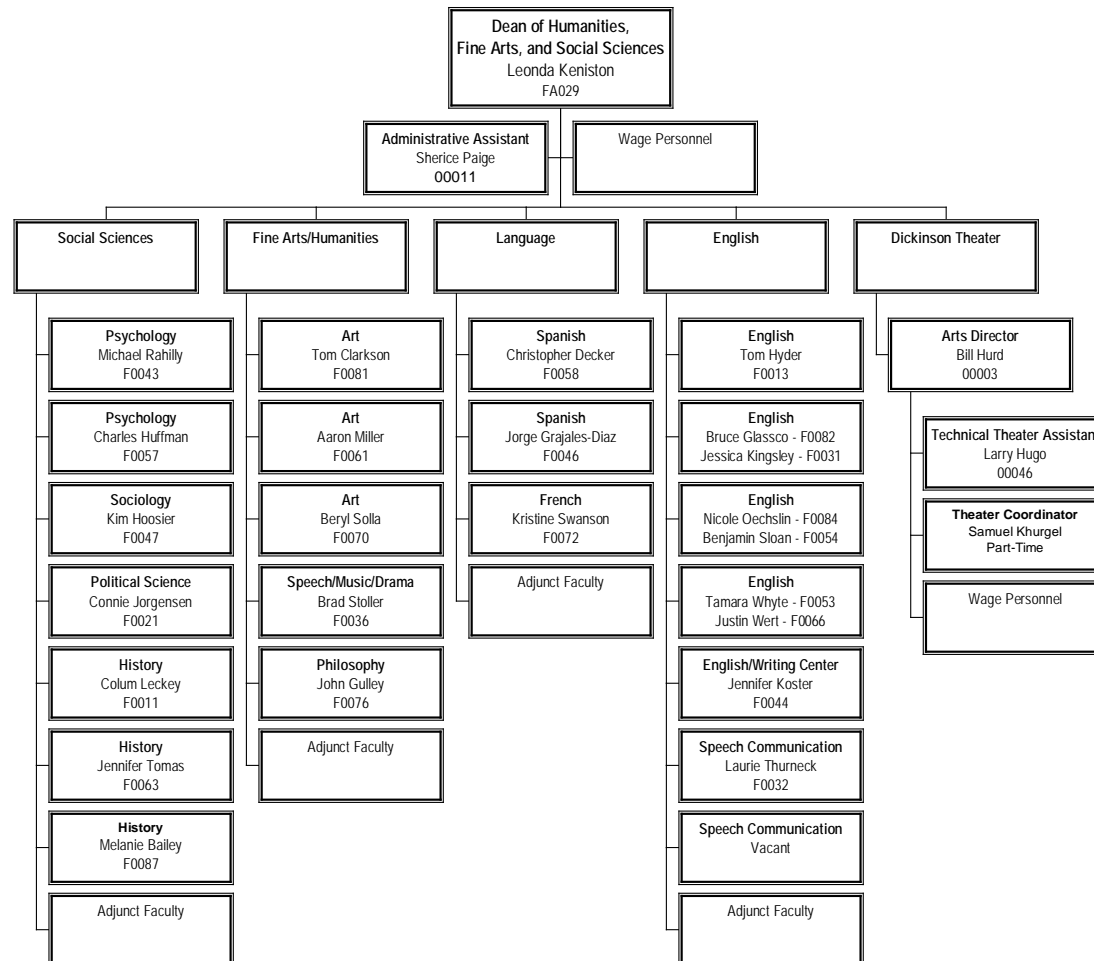 Dean of Humanities,
Fine Arts, and Social Sciences
Leonda Keniston
FA029
Administrative Assistant
Sherice Paige
00011
Wage Personnel
Social Sciences
Psychology
Michael Rahilly
F0043
Psychology
Charles Huffman
F0057
Sociology
Kim Hoosier
F0047
Political Science
Connie Jorgensen
F0021
History
Colum Leckey
F0011
History
Jennifer Tomas
F0063
History
Melanie Bailey
F0087
Adjunct Faculty
Fine Arts/Humanities
Art
Tom Clarkson
F0081
Art
Aaron Miller
F0061
Art
Beryl Solla
F0070
Speech/Music/Drama
Brad Stoller
F0036
Philosophy
John Gulley
F0076
Adjunct Faculty
Language
Spanish
Christopher Decker
F0058
Spanish
Jorge Grajales-Diaz
F0046
French
Kristine Swanson
F0072
Adjunct Faculty
English
English
Tom Hyder
F0013
English
Bruce Glassco - F0082
Jessica Kingsley - F0031
English
Nicole Oechslin - F0084
Benjamin Sloan - F0054
English
Tamara Whyte - F0053
Justin Wert - F0066
English/Writing Center
Jennifer Koster
F0044
Speech Communication
Laurie Thurneck
F0032
Speech Communication
Vacant
Adjunct Faculty
Dickinson Theater
Arts Director
Bill Hurd
00003
Technical Theater Assistan
Larry Hugo
00046
Theater Coordinator
Samuel Khurgel
Part-Time
Wage Personnel